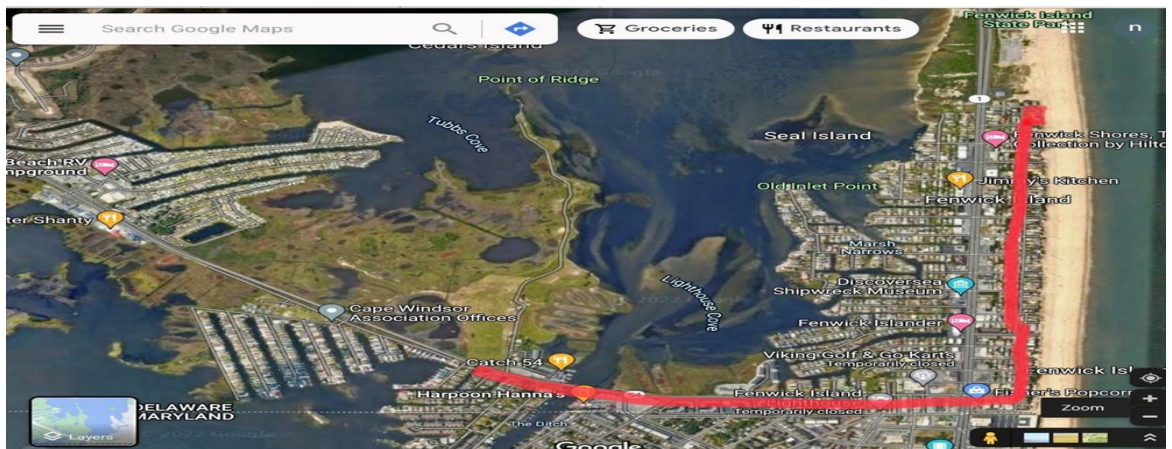 Search Google Maps
Groceries
Restaurants
Fenwick Island
State Par
n
Cedars Island
Point of Ridge
Tubbs Cove
1
Seal Island
Fenwick Shores, T
Collection by Hilto
Beach RV
mpground
Old Inlet Point
Jimmy's Kitchen
Fenwick Island
ter Shanty
Marsh
Narrows
Discoversea
Shipwreck Museum
Lighthouse Cove
Cape Windsor
Association Offices
Fenwick Islander
Viking Golf & Go-Karts
Temporarily closed
Catch 54
Fenwick Isl
Harpoon Hanna's
Fenwick Island
Lighthouse
Temporarily closed
Fisher's Popcorn
Zoom
DELAWARE
MARYLAND
The Ditch
Layers
Google